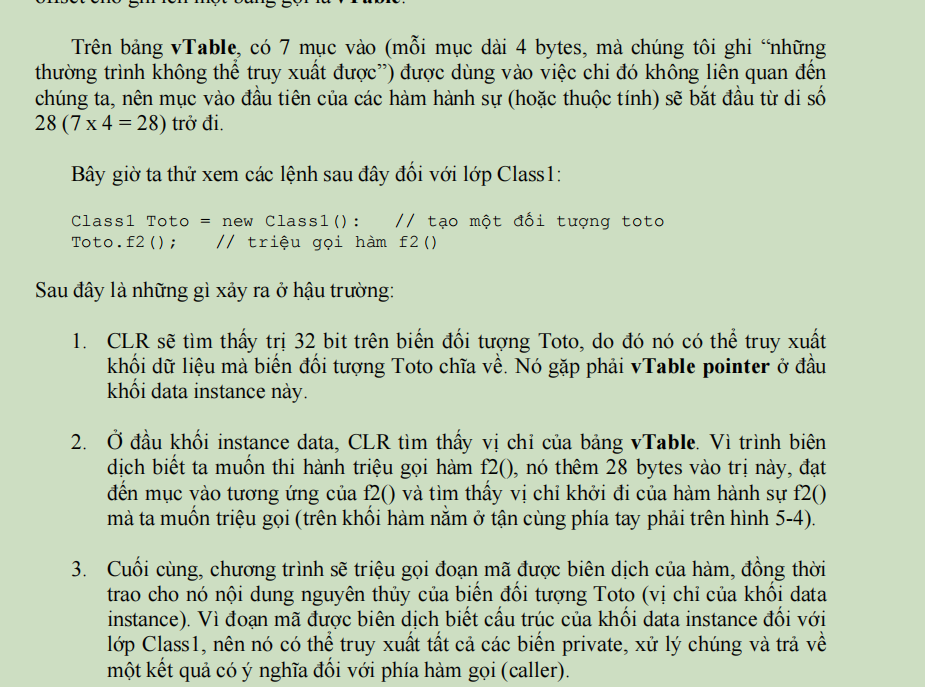 Trên bảng vTable, có 7 mục vào (mỗi mục dài 4 bytes, mà chúng tôi ghi “những
thường trình không thể truy xuất được”) được dùng vào việc chi đó không liên quan đến
chúng ta, nên mục vào đầu tiên của các hàm hành sự (hoặc thuộc tính) sẽ bắt đầu từ di số
28 (7 x 4 = 28) trở đi.
Bây giờ ta thử xem các lệnh sau đây đối với lớp Class1:
Class1 Toto = new Class1(): // tạo một đối tượng toto
Toto.f2(); // triệu gọi hàm f2()
Sau đây là những gì xảy ra ở hậu trường:
1. CLR sẽ tìm thấy trị 32 bit trên biến đối tượng Toto, do đó nó có thể truy xuất
khối dữ liệu mà biến đối tượng Toto chĩa về. Nó gặp phải vTable pointer ở đầu
khối data instance này.
2. Ở đầu khối instance data, CLR tìm thấy vị chỉ của bảng vTable. Vì trình biên
dịch biết ta muốn thi hành triệu gọi hàm f2(), nó thêm 28 bytes vào trị này, đạt
đến mục vào tương ứng của f2() và tìm thấy vị chỉ khởi đi của hàm hành sự f2()
mà ta muốn triệu gọi (trên khối hàm nằm ở tận cùng phía tay phải trên hình 5-4).
3. Cuối cùng, chương trình sẽ triệu gọi đoạn mã được biên dịch của hàm, đồng thời
trao cho nó nội dung nguyên thủy của biến đối tượng Toto (vị chỉ của khối data
instance). Vì đoạn mã được biên dịch biết cấu trúc của khối data instance đối với
lớp Class1, nên nó có thể truy xuất tất cả các biến private, xử lý chúng và trả về
một kết quả có ý nghĩa đối với phía hàm gọi (caller).